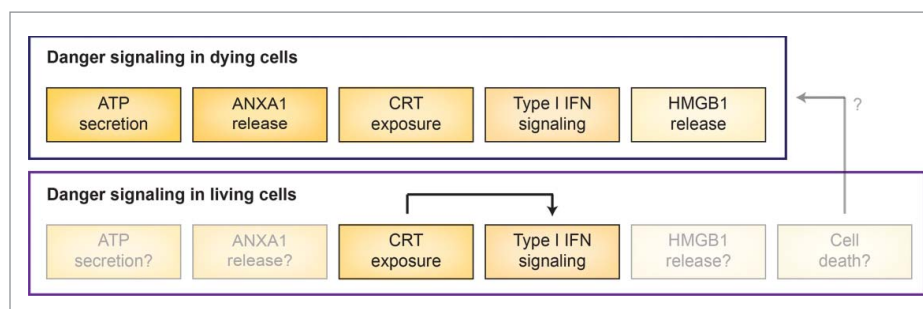 Danger signaling in dying cells
ATP
secretion
ANXA1
release
CRT
exposure
Type I IFN
signaling
HMGB1
release
?
Danger signaling in living cells
ATP
secretion?
ANXA1
release?
CRT
exposure
Type I IFN
signaling
HMGB1
release?
Cell
death?